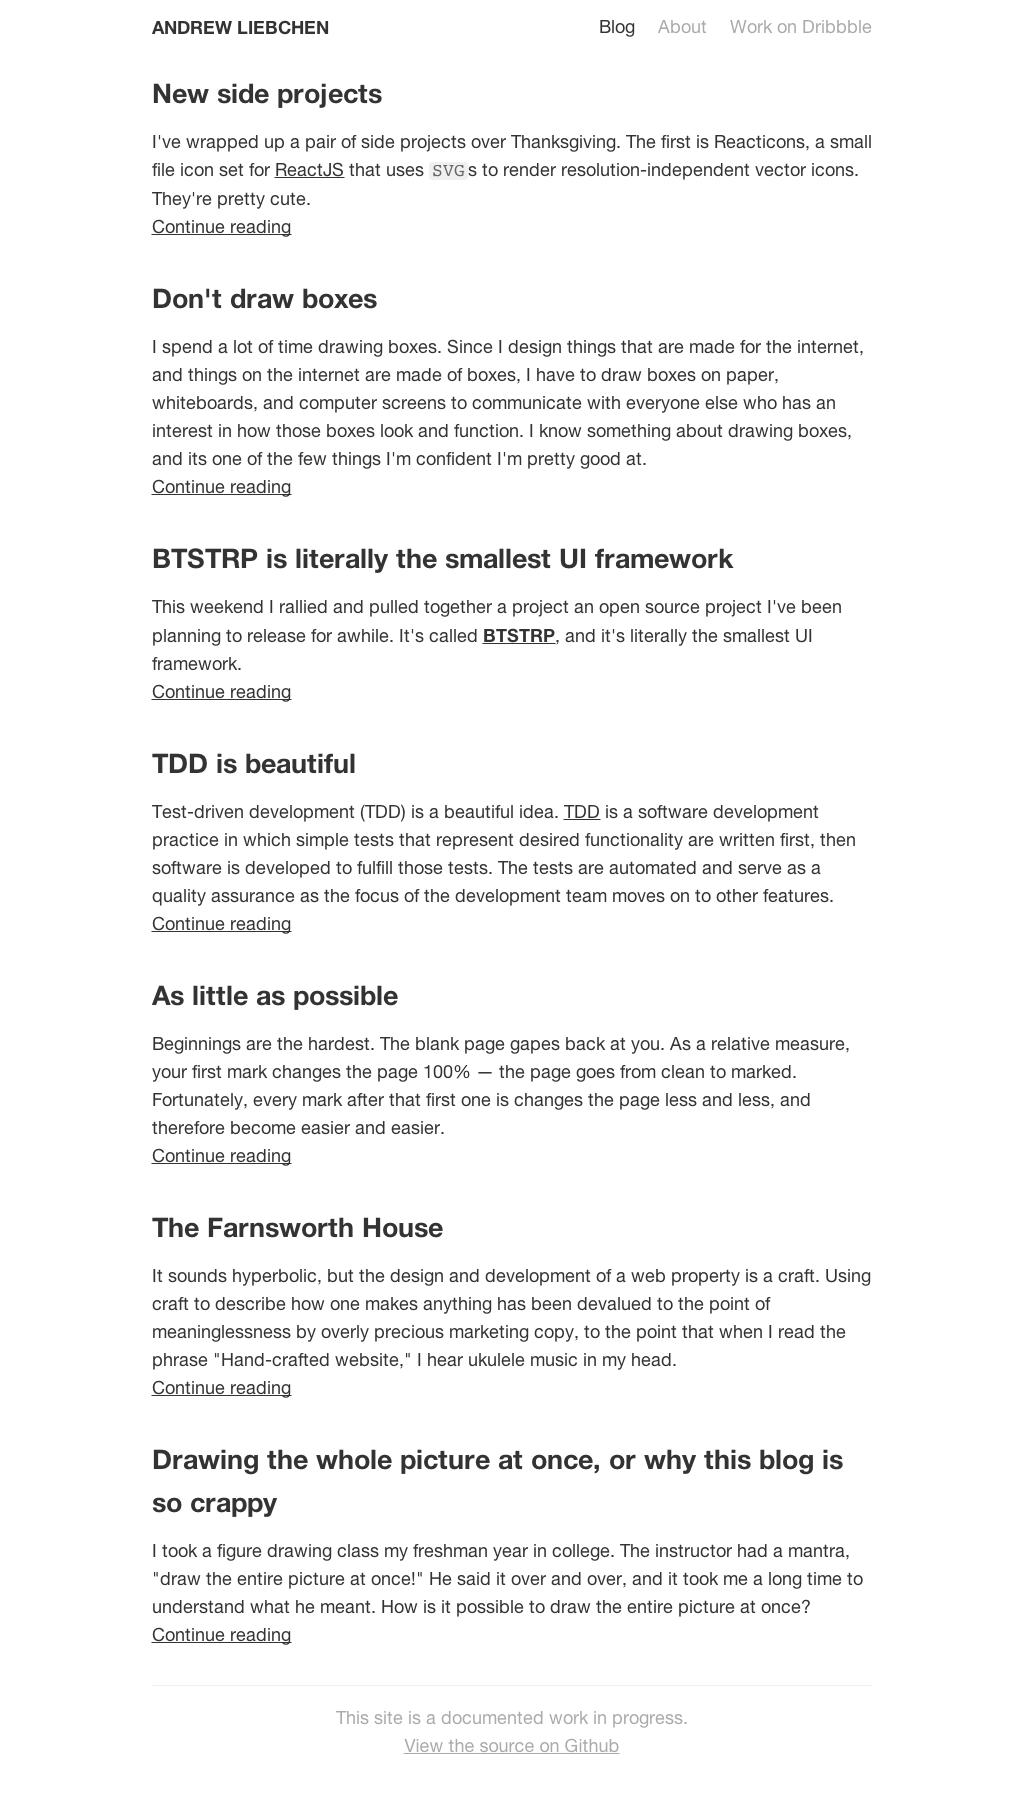 ANDREW LIEBCHEN
Blog About Work on Dribbble
New side projects
I've wrapped up a pair of side projects over Thanksgiving. The first is Reacticons, a small
file icon set for ReactJS that uses SVGs to render resolution-independent vector icons.
They're pretty cute.
Continue reading
Don't draw boxes
I spend a lot of time drawing boxes. Since I design things that are made for the internet,
and things on the internet are made of boxes, I have to draw boxes on paper,
whiteboards, and computer screens to communicate with everyone else who has an
interest in how those boxes look and function. I know something about drawing boxes,
and its one of the few things I'm confident I'm pretty good at.
Continue reading
BTSTRP is literally the smallest UI framework
This weekend I rallied and pulled together a project an open source project I've been
planning to release for awhile. It's called BTSTRP, and it's literally the smallest UI
framework.
Continue reading
TDD is beautiful
Test-driven development (TDD) is a beautiful idea. TDD is a software development
practice in which simple tests that represent desired functionality are written first, then
software is developed to fulfill those tests. The tests are automated and serve as a
quality assurance as the focus of the development team moves on to other features.
Continue reading
As little as possible
Beginnings are the hardest. The blank page gapes back at you. As a relative measure,
your first mark changes the page 100% — the page goes from clean to marked.
Fortunately, every mark after that first one is changes the page less and less, and
therefore become easier and easier.
Continue reading
The Farnsworth House
It sounds hyperbolic, but the design and development of a web property is a craft. Using
craft to describe how one makes anything has been devalued to the point of
meaninglessness by overly precious marketing copy, to the point that when I read the
phrase "Hand-crafted website," I hear ukulele music in my head.
Continue reading
Drawing the whole picture at once, or why this blog is
so crappy
I took a figure drawing class my freshman year in college. The instructor had a mantra,
"draw the entire picture at once!" He said it over and over, and it took me a long time to
understand what he meant. How is it possible to draw the entire picture at once?
Continue reading
This site is a documented work in progress.
View the source on Github